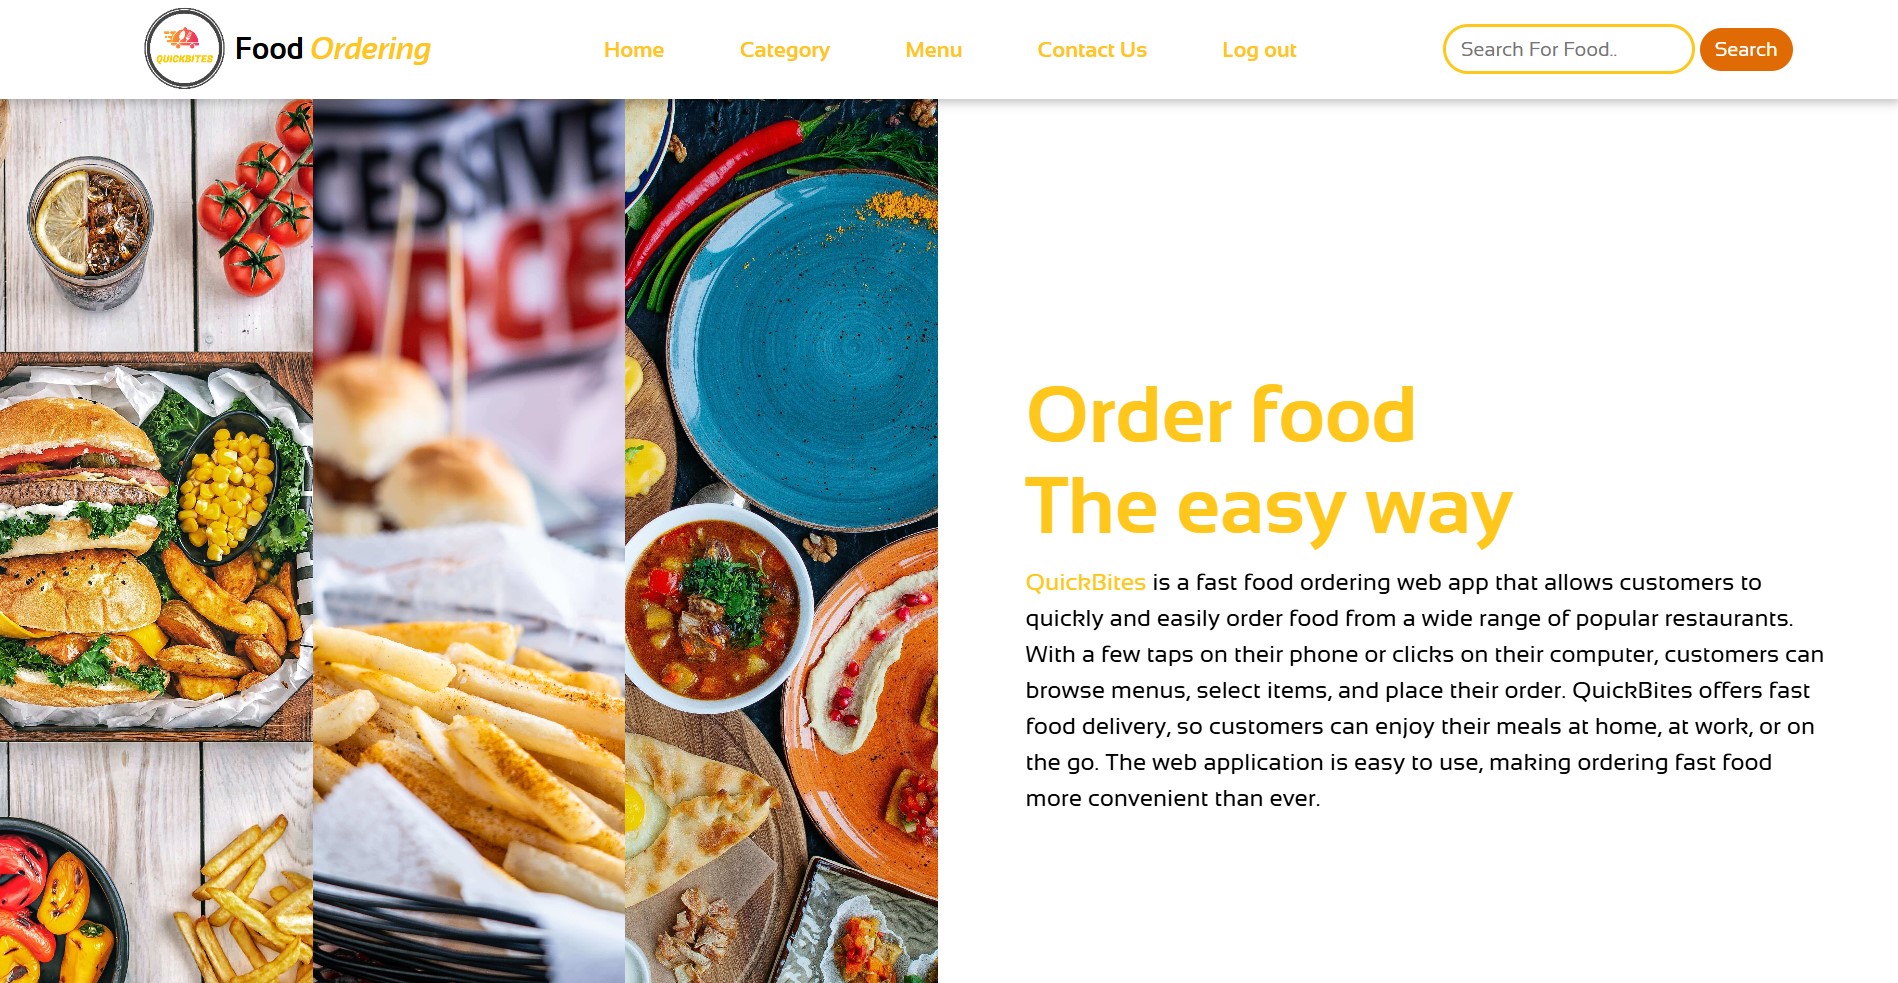 QUICKBITES
Food Ordering
Home
Category
Menu
Contact Us
Log out
Search For Food..
Search
Order food
The easy way
QuickBites is a fast food ordering web app that allows customers to
quickly and easily order food from a wide range of popular restaurants.
With a few taps on their phone or clicks on their computer, customers can
browse menus, select items, and place their order. QuickBites offers fast
food delivery, so customers can enjoy their meals at home, at work, or on
the go. The web application is easy to use, making ordering fast food
more convenient than ever.